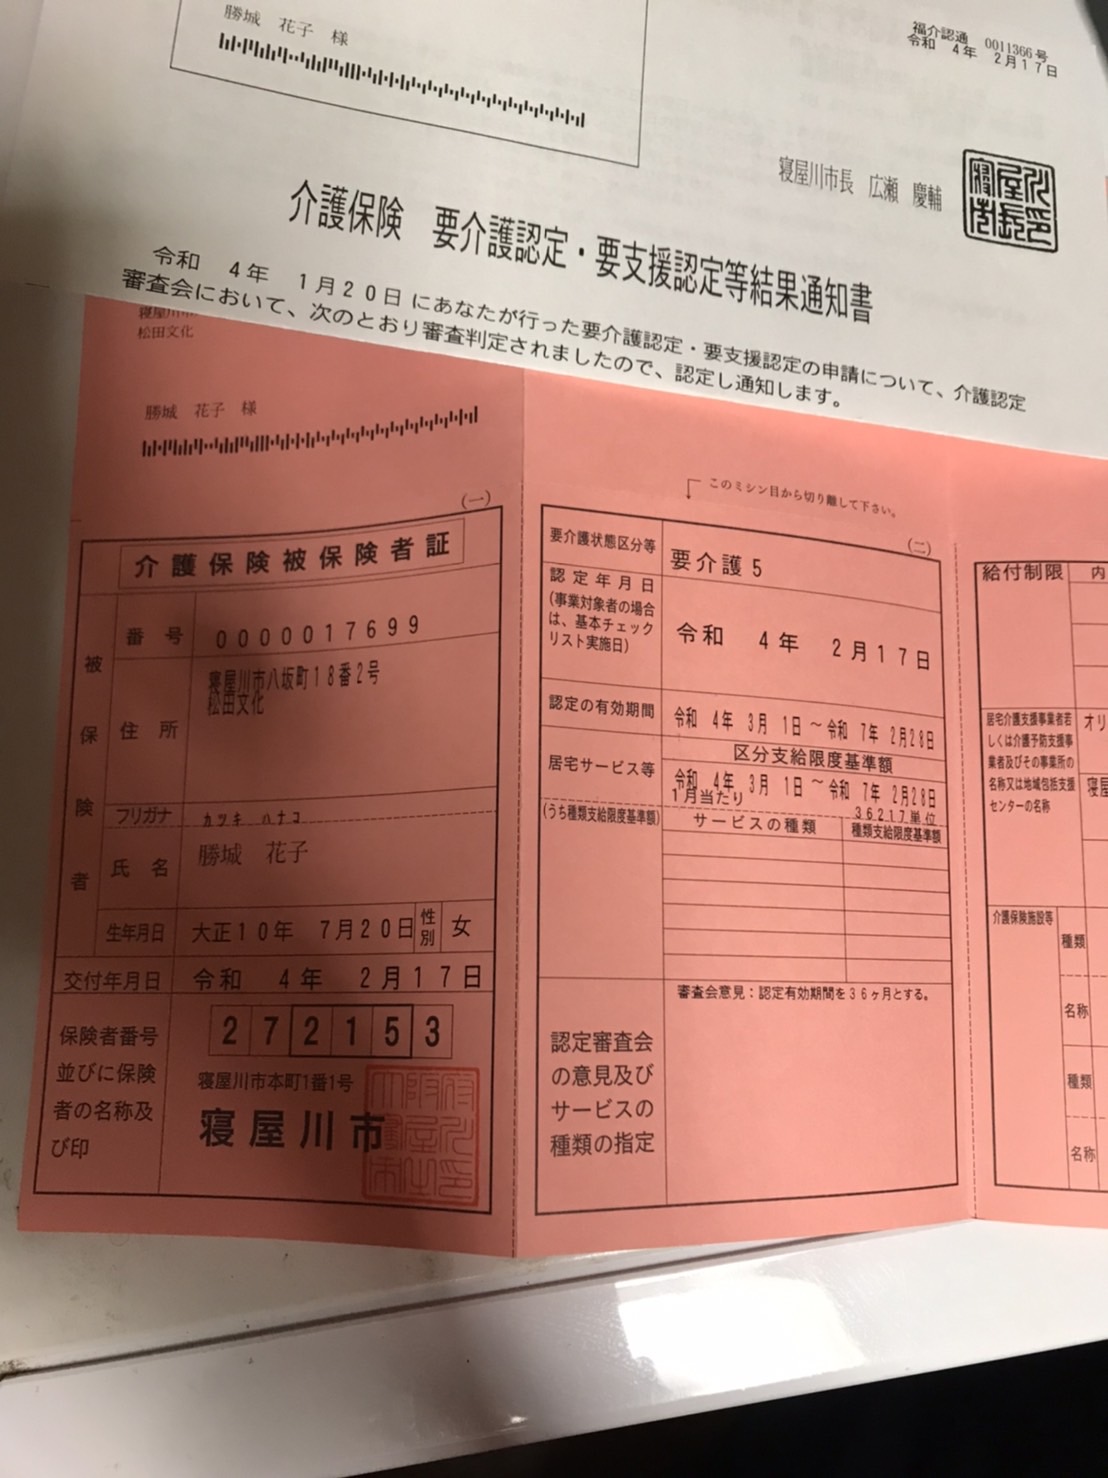 勝城　花子　様
福介認通　0011366号
令和　4年　2月17日
寝屋川市長　広瀬　慶輔
介護保険　要介護認定・要支援認定等結果通知書
令和　4年　1月20日にあなたが行った要介護認定・要支援認定の申請について、介護認定
審査会において、次のとおり審査判定されましたので、認定し通知します。
松田文化
勝城　花子　様
(一)
介護保険被保険者証
被保険者
番号
0000017699
住所
寝屋川市八坂町18番2号
松田文化
フリガナ
カツキ　ハナコ
氏名
勝城　花子
生年月日
大正10年　7月20日
性別
女
交付年月日
令和　4年　2月17日
保険者番号
並びに保険
者の名称及
び印
272153
寝屋川市本町1番1号
寝屋川市
このミシン目から切り離して下さい。
(二)
要介護状態区分等
要介護5
認定年月日
(事業対象者の場合
は、基本チェック
リスト実施日)
令和　4年　2月17日
認定の有効期間
令和　4年　3月　1日～令和　7年　2月28日
居宅サービス等
区分支給限度基準額
令和　4年　3月　1日～令和　7年　2月28日
1月当たり
36217単位
(うち種類支給限度基準額)
サービスの種類
種類支給限度基準額
認定審査会
の意見及び
サービスの
種類の指定
審査会意見：認定有効期間を36ヶ月とする。
給付制限
内
居宅介護支援事業者若
しくは介護予防支援事
業者及びその事業所の
名称又は地域包括支援
センターの名称
オリ
寝屋
介護保険施設等
種類
名称
種類
名称